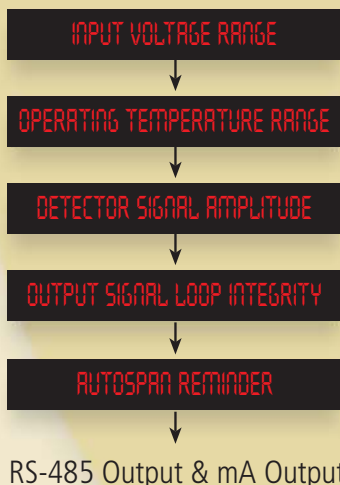 INPUT VOLTAGE RANGE
OPERATING TEMPERATURE RANGE
DETECTOR SIGNAL AMPLITUDE
OUTPUT SIGNAL LOOP INTEGRITY
AUTOSPAN REMINDER
RS-485 Output & mA Output